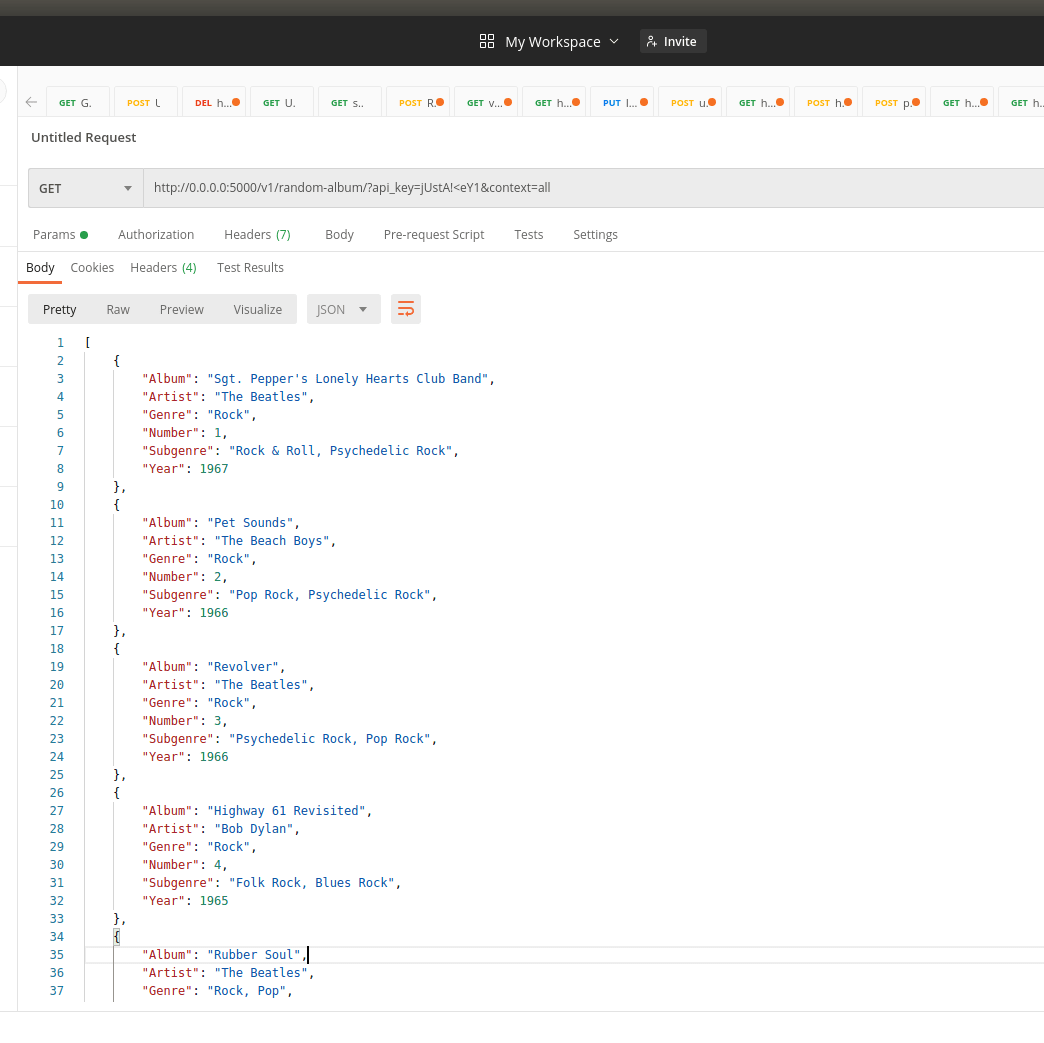 My Workspace Invite
GET G. POST U DEL h... GET U. GET s.. POST R. GET v... GET h... PUT l... POST u. GET h... POST h. POST p. GET h... GET h..
Untitled Request
GET http://0.0.0.0:5000/v1/random-album/?api_key=jUstA!<eY1&context=all
Params Authorization Headers (7) Body Pre-request Script Tests Settings
Body Cookies Headers (4) Test Results
Pretty Raw Preview Visualize JSON
1 [
2 {
3 "Album": "Sgt. Pepper's Lonely Hearts Club Band",
4 "Artist": "The Beatles",
5 "Genre": "Rock",
6 "Number": 1,
7 "Subgenre": "Rock & Roll, Psychedelic Rock",
8 "Year": 1967
9 },
10 {
11 "Album": "Pet Sounds",
12 "Artist": "The Beach Boys",
13 "Genre": "Rock",
14 "Number": 2,
15 "Subgenre": "Pop Rock, Psychedelic Rock",
16 "Year": 1966
17 },
18 {
19 "Album": "Revolver",
20 "Artist": "The Beatles",
21 "Genre": "Rock",
22 "Number": 3,
23 "Subgenre": "Psychedelic Rock, Pop Rock",
24 "Year": 1966
25 },
26 {
27 "Album": "Highway 61 Revisited",
28 "Artist": "Bob Dylan",
29 "Genre": "Rock",
30 "Number": 4,
31 "Subgenre": "Folk Rock, Blues Rock",
32 "Year": 1965
33 },
34 {
35 "Album": "Rubber Soul",
36 "Artist": "The Beatles",
37 "Genre": "Rock, Pop",